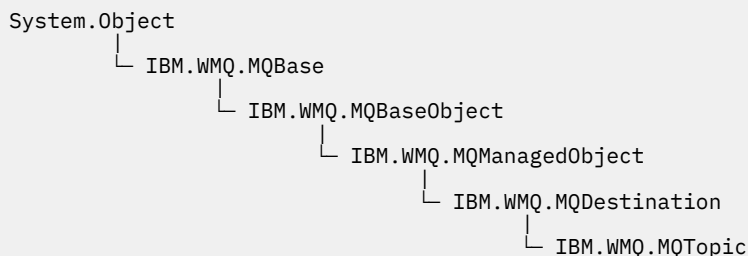 System.Object
IBM.WMQ.MQBase
IBM.WMQ.MQBaseObject
IBM.WMQ.MQManagedObject
IBM.WMQ.MQDestination
IBM.WMQ.MQTopic